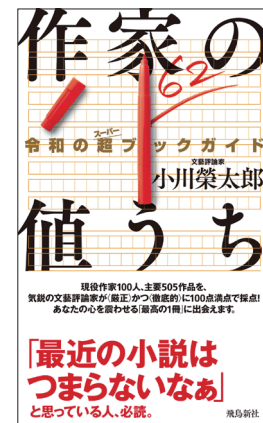 作家の
62
令和の超ブックガイド
スーパー
文藝評論家
小川榮太郎
値うち
現役作家100人、主要505作品を、
気鋭の文藝評論家が〈厳正〉かつ〈徹底的〉に100点満点で採点!
あなたの心を震わせる「最高の1冊」に出会えます。
「最近の小説は
つまらないなぁ」
と思っている人、必読。
飛鳥新社